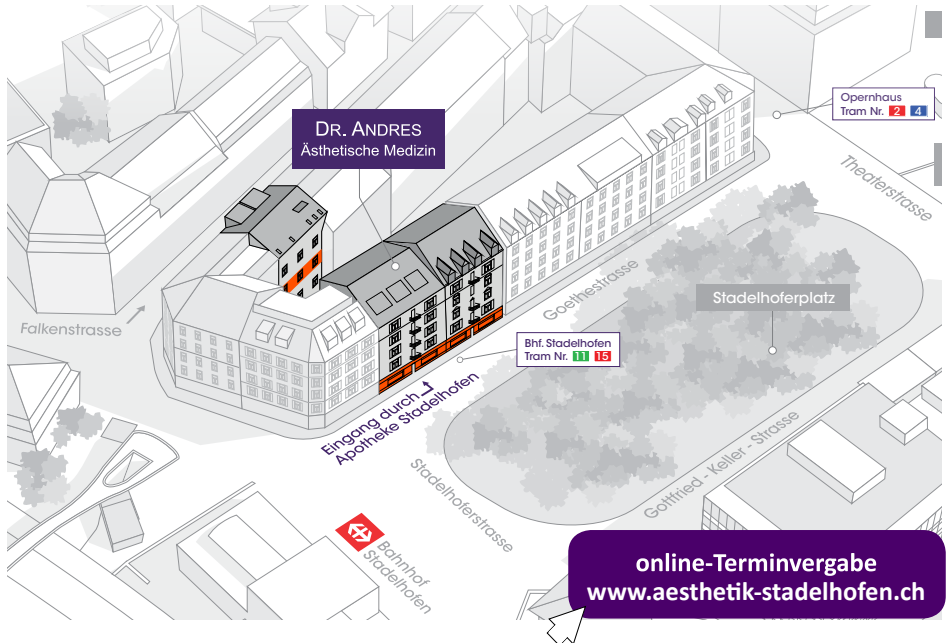 Opernhaus
Tram Nr. 2 4
DR. ANDRES
Ästhetische Medizin
Theaterstrasse
Stadelhoferplatz
Goethestrasse
Falkenstrasse
Bhf. Stadelhofen
Tram Nr. 11 15
Eingang durch
Apotheke Stadelhofen
Stadelhoferstrasse
Gottfried - Keller - Strasse
Bahnhof
Stadelhofen
online-Terminvergabe
www.aesthetik-stadelhofen.ch